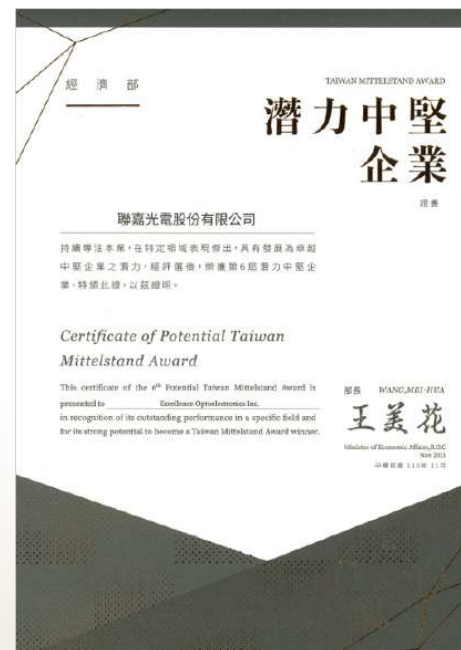 經濟部
TAIWAN MITTELSTAND AWARD
潛力中堅
企業
證書
聯嘉光電股份有限公司
持續專注本業，在特定領域表現傑出，具有發展為卓越
中堅企業之潛力，經評選後，榮獲第6屆潛力中堅企
業。特頒此證，以茲證明。
Certificate of Potential Taiwan
Mittelstand Award
This certificate of the 6th Potential Taiwan Mittelstand Award is
presented to Excellence Optoelectronics Inc.
in recognition of its outstanding performance in a specific field and
for its strong potential to become a Taiwan Mittelstand Award winner.
部長 WANG, MEI-HUA
王美花
Minister of Economic Affairs, R.O.C
Nov 2021
中華民國 110年 11月